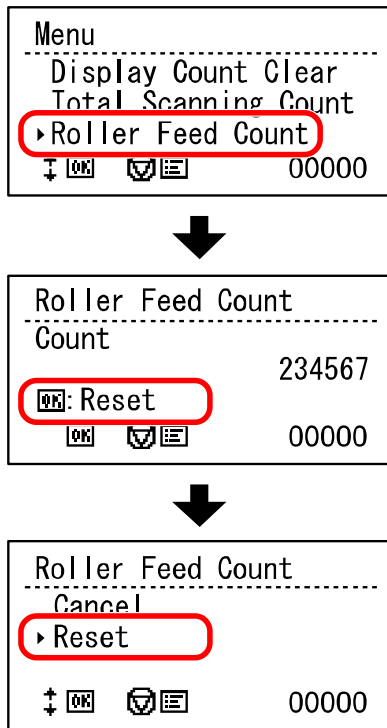 Menu
Display Count Clear
Total Scanning Count
Roller Feed Count
OK 00000
Roller Feed Count
Count
234567
OK: Reset
OK 00000
Roller Feed Count
Cancel
Reset
OK 00000